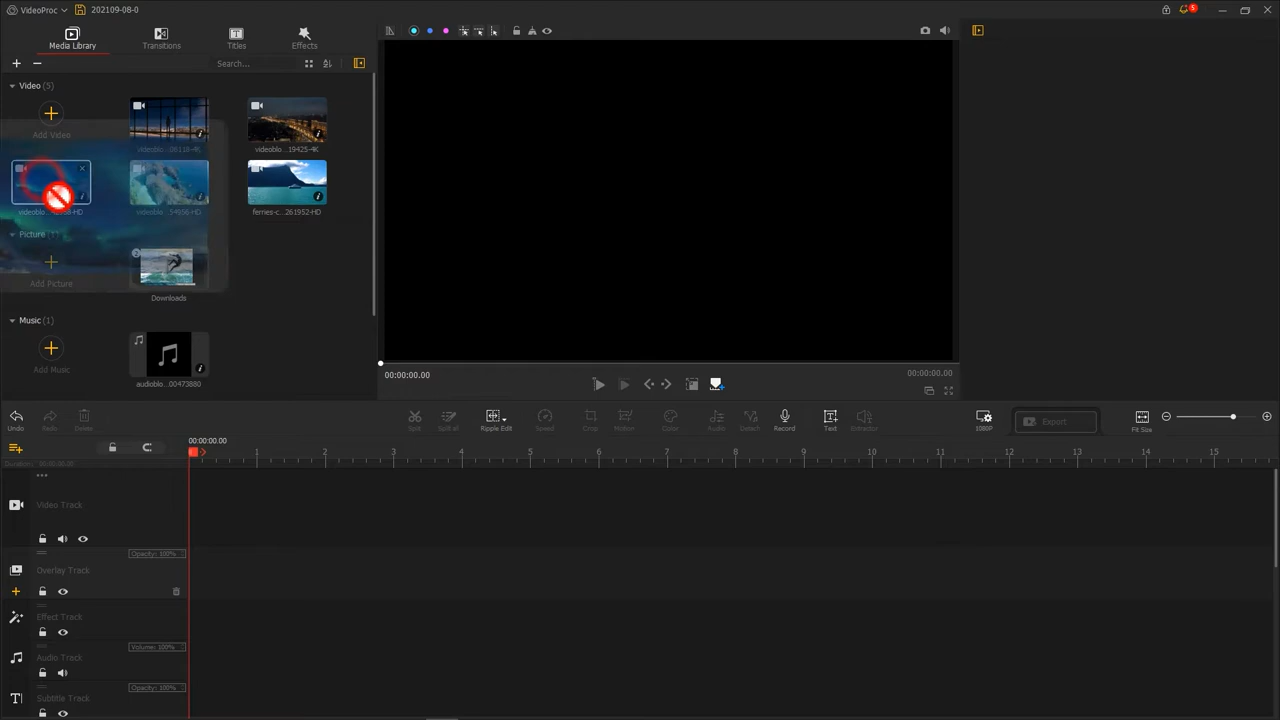 VideoProc
202109-08-0
5
Media Library
Transitions
Titles
Effects
Search...
Video (5)
Add Video
19425-4K
videoblo
ferries-c...261952-HD
Picture
Add Picture
2
Downloads
Music (1)
Add Music
audioblo...00473880
00:00:00.00
00:00:00.00
Undo
Redo
Delete
Split
Split all
Ripple Edit
Speed
Crop
Motion
Color
Audio
Detach
Record
Text
1080P
Export
Fit Size
00:00:00.00
1 2 3 4 5 6 7 8 9 10 11 12 13 14 15
Video Track
Opacity: 100%
Overlay Track
Effect Track
Volume: 100%
Audio Track
Opacity: 100%
Subtitle Track